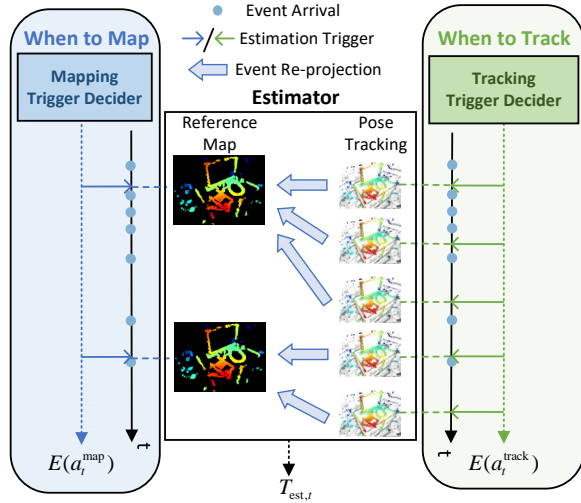 When to Map
Mapping
Trigger Decider
Event Arrival
Estimation Trigger
Event Re-projection
Estimator
Reference
Map
Pose
Tracking
When to Track
Tracking
Trigger Decider
t
t
E(a_t^map)
E(a_t^track)
T_est,t